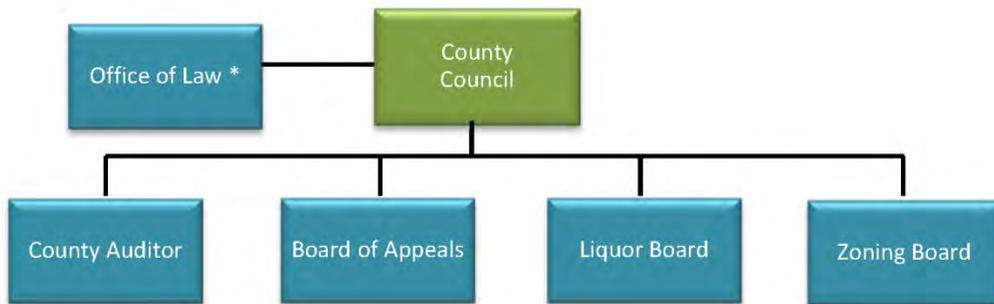 Office of Law *
County
Council
County Auditor
Board of Appeals
Liquor Board
Zoning Board